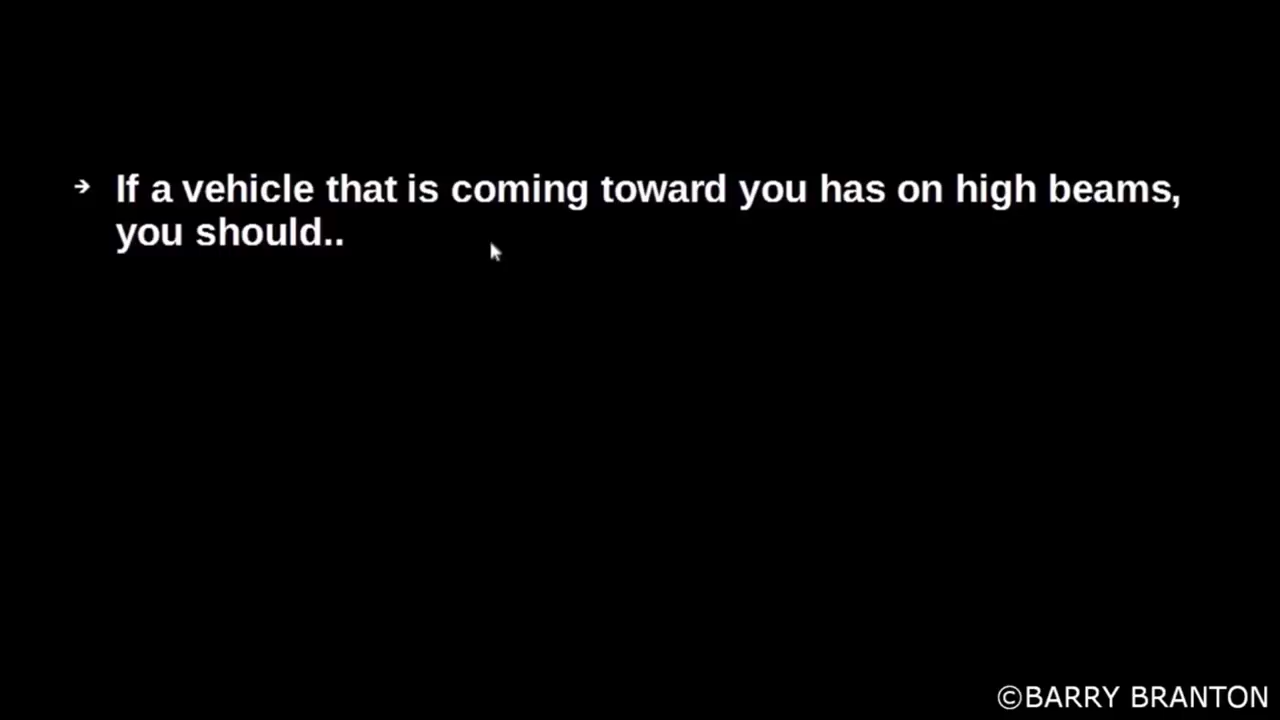 → If a vehicle that is coming toward you has on high beams,
you should..
©BARRY BRANTON